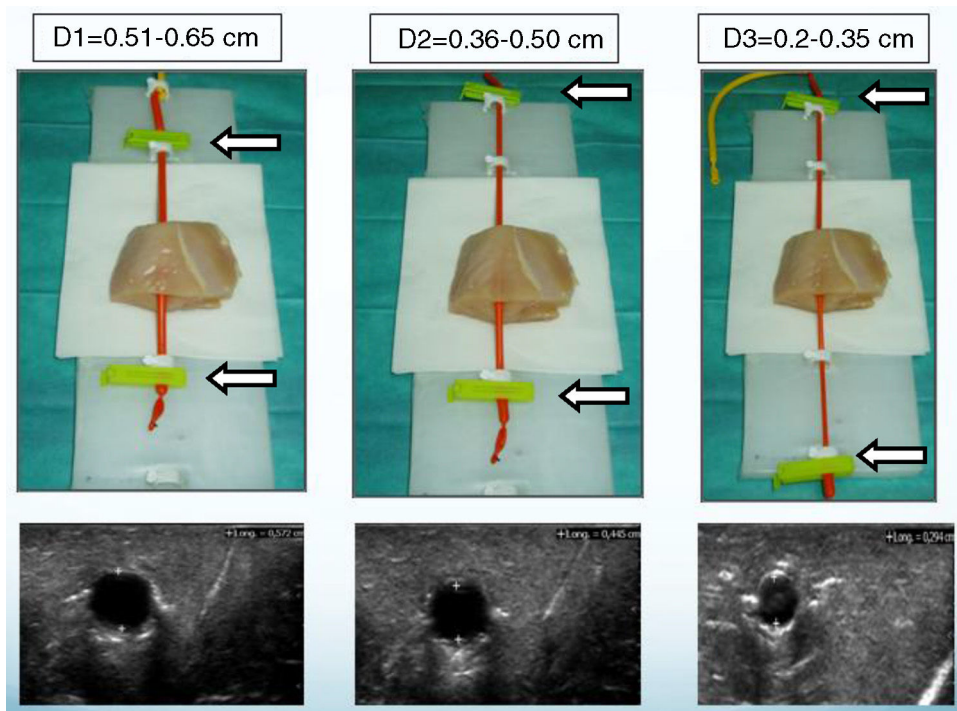 D1=0.51-0.65 cm
D2=0.36-0.50 cm
D3=0.2-0.35 cm
+Long. = 0,572 cm
+Long. = 0,445 cm
+Long. = 0,294 cm